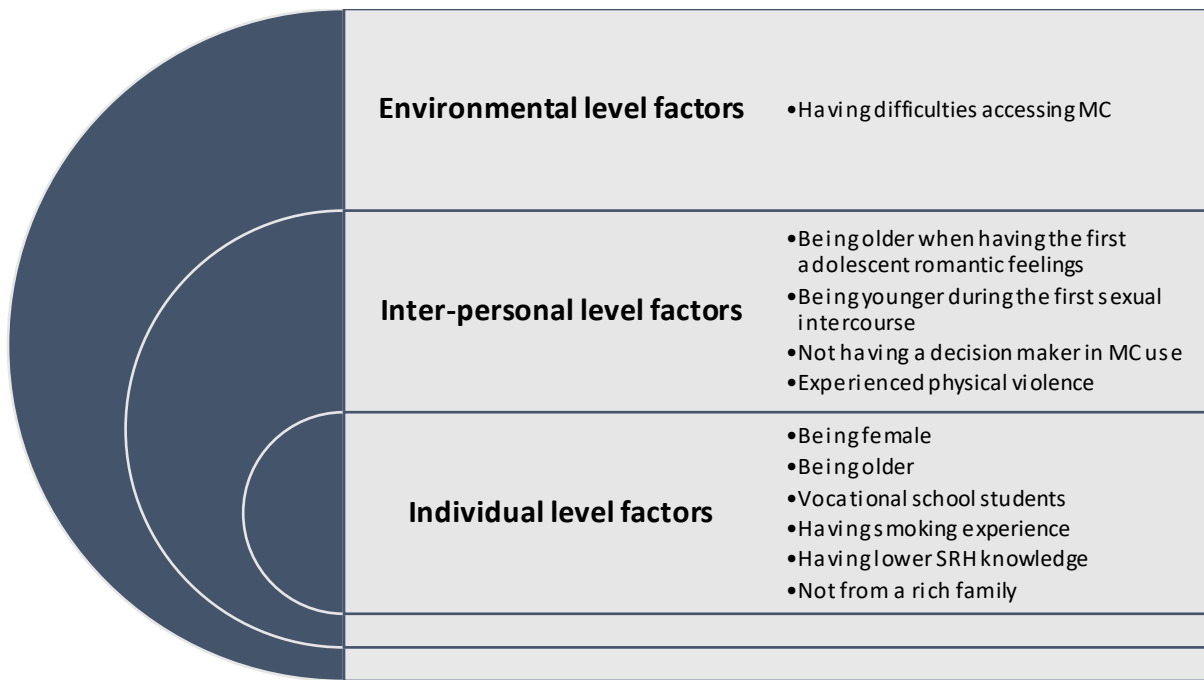 Environmental level factors
•Having difficulties accessing MC
Inter-personal level factors
•Being older when having the first
adolescent romantic feelings
•Being younger during the first sexual
intercourse
•Not having a decision maker in MC use
•Experienced physical violence
Individual level factors
•Being female
•Being older
•Vocational school students
•Having smoking experience
•Having lower SRH knowledge
•Not from a rich family